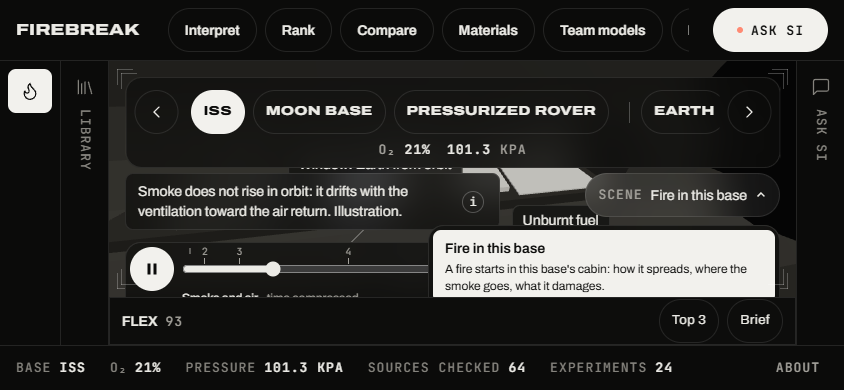 FIREBREAK
Interpret
Rank
Compare
Materials
Team models
ASK SI
LIBRARY
ISS
MOON BASE
PRESSURIZED ROVER
EARTH
O₂ 21% 101.3 KPA
ASK SI
Smoke does not rise in orbit: it drifts with the
ventilation toward the air return. Illustration.
i
SCENE Fire in this base
Unburnt fuel
2 3 4
Fire in this base
A fire starts in this base's cabin: how it spreads, where the
smoke goes, what it damages.
FLEX 93
Top 3
Brief
BASE ISS O₂ 21% PRESSURE 101.3 KPA SOURCES CHECKED 64 EXPERIMENTS 24 ABOUT